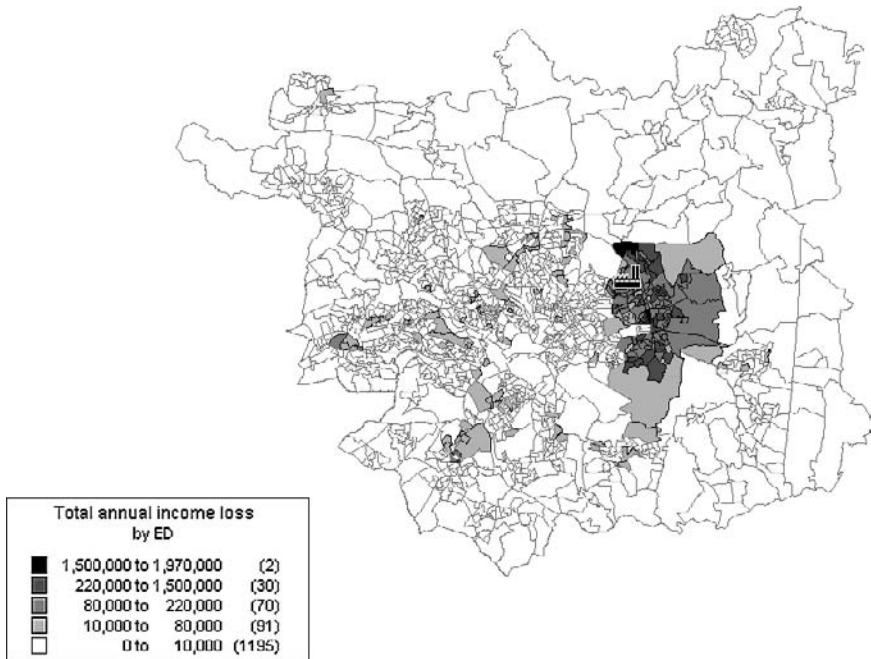 Total annual income loss
by ED
1,500,000 to 1,970,000 (2)
220,000 to 1,500,000 (30)
80,000 to 220,000 (70)
10,000 to 80,000 (91)
0 to 10,000 (1195)